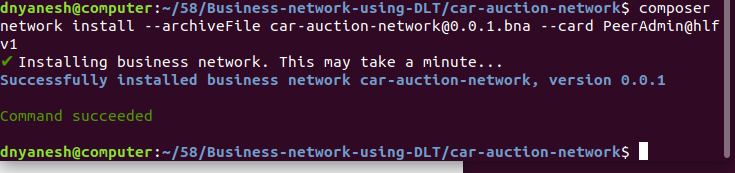 dnyanesh@computer:~/58/Business-network-using-DLT/car-auction-network$ composer
network install --archiveFile car-auction-network@0.0.1.bna --card PeerAdmin@hlf
v1
✔ Installing business network. This may take a minute...
Successfully installed business network car-auction-network, version 0.0.1
Command succeeded
dnyanesh@computer:~/58/Business-network-using-DLT/car-auction-network$